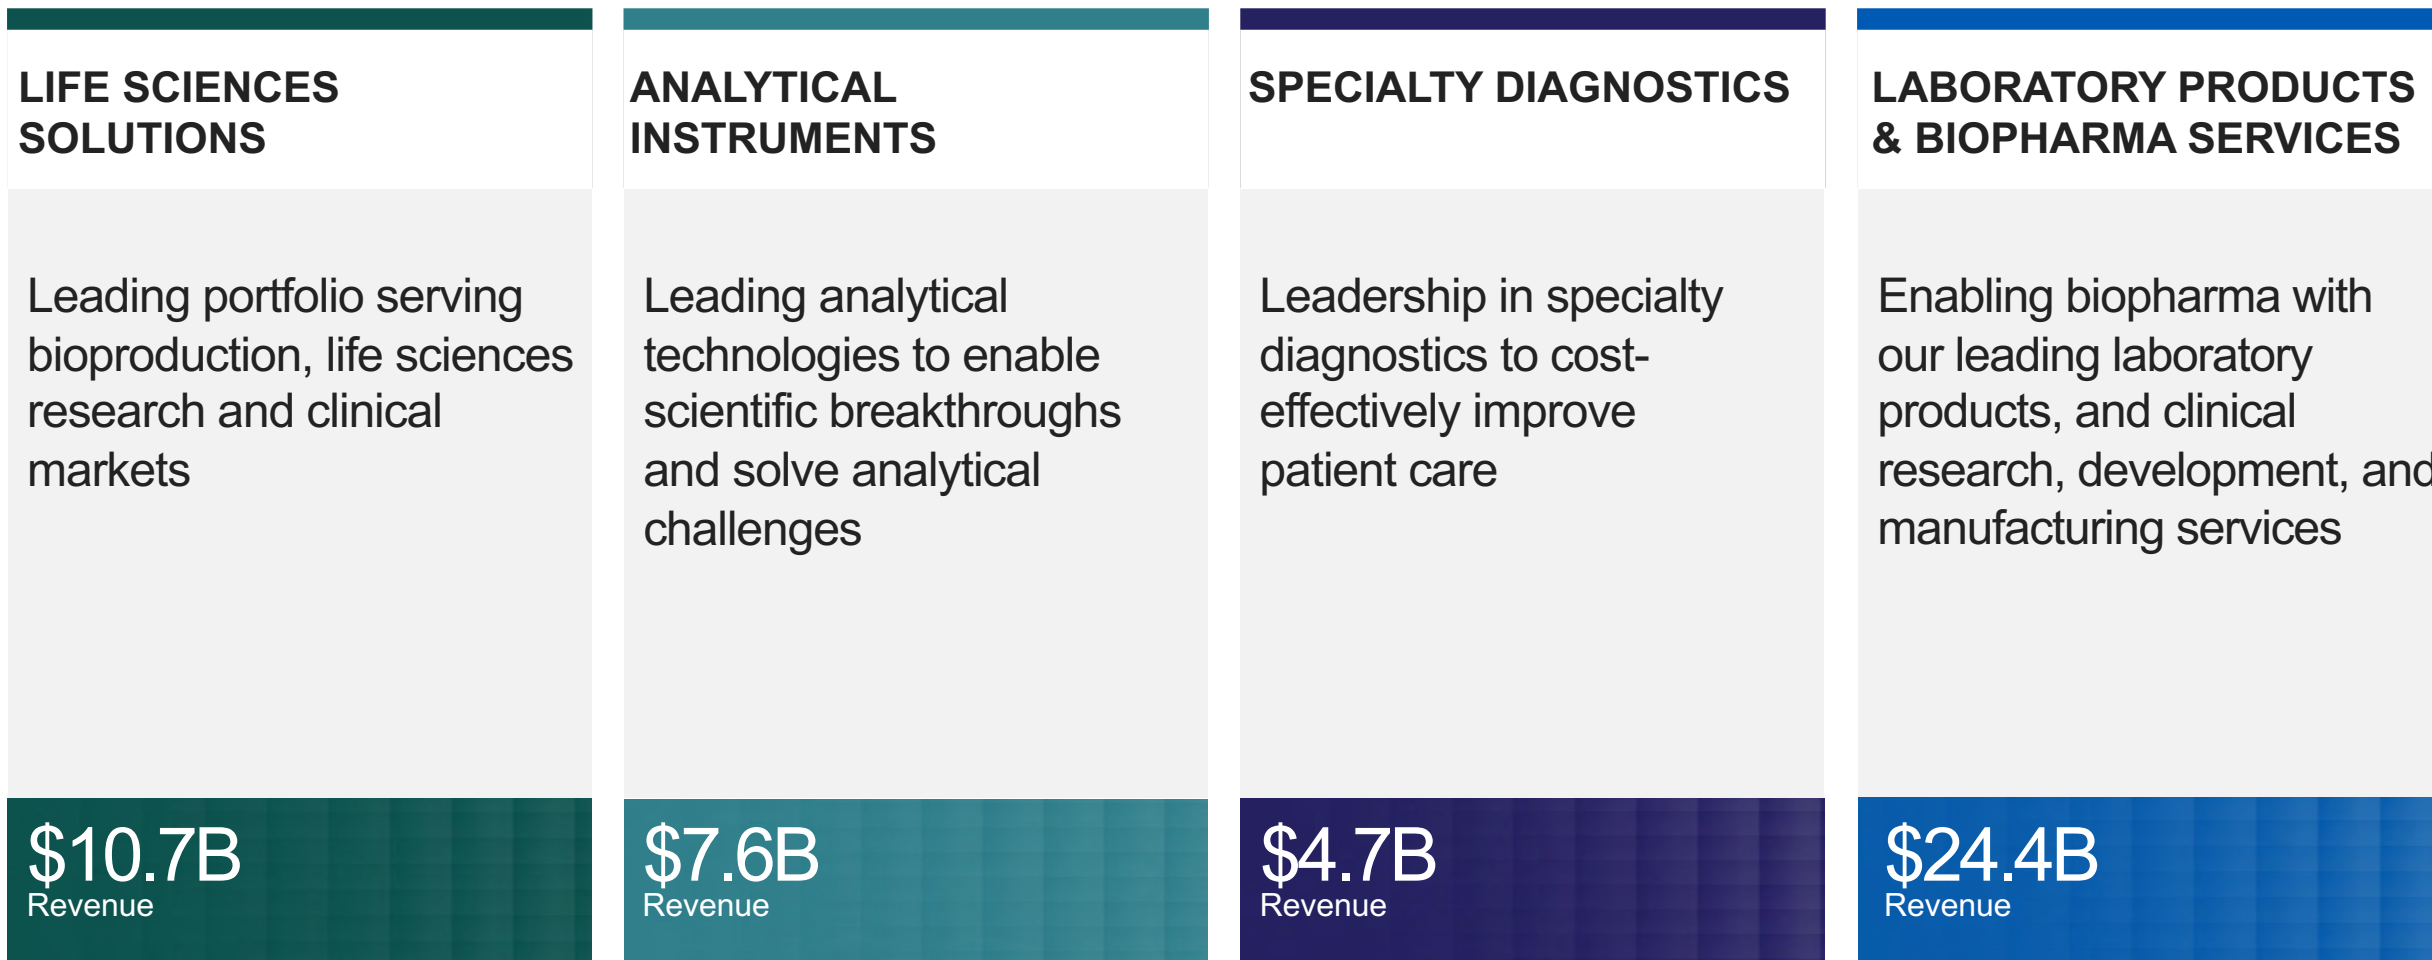 LIFE SCIENCES
SOLUTIONS
Leading portfolio serving
bioproduction, life sciences
research and clinical
markets
$10.7B
Revenue
ANALYTICAL
INSTRUMENTS
Leading analytical
technologies to enable
scientific breakthroughs
and solve analytical
challenges
$7.6B
Revenue
SPECIALTY DIAGNOSTICS
Leadership in specialty
diagnostics to cost-
effectively improve
patient care
$4.7B
Revenue
LABORATORY PRODUCTS
& BIOPHARMA SERVICES
Enabling biopharma with
our leading laboratory
products, and clinical
research, development, and
manufacturing services
$24.4B
Revenue